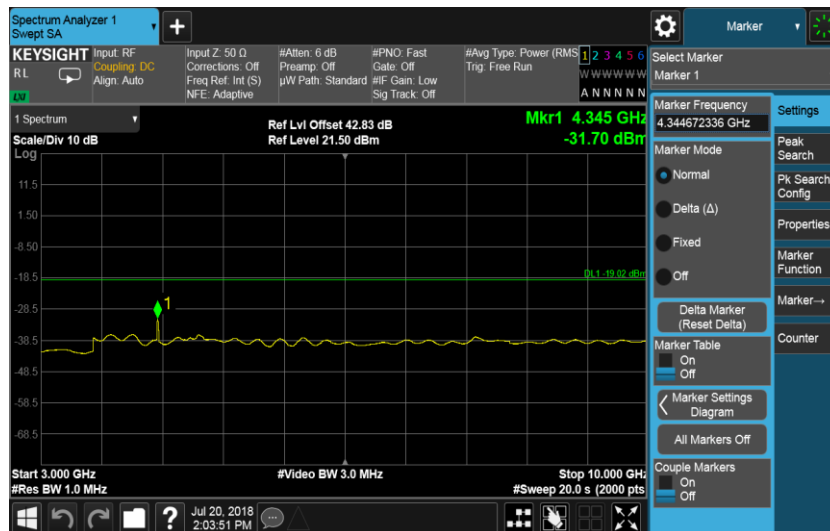 Spectrum Analyzer 1
Swept SA
Marker
KEYSIGHT
RL
LXI
Input: RF
Coupling: DC
Align: Auto
Input Z: 50 Ω
Corrections: Off
Freq Ref: Int (S)
NFE: Adaptive
#Atten: 6 dB
Preamp: Off
µW Path: Standard
#PNO: Fast
Gate: Off
#IF Gain: Low
Sig Track: Off
#Avg Type: Power (RMS
Trig: Free Run
1 2 3 4 5 6
W W W W W W
A N N N N N
Select Marker
Marker 1
1 Spectrum
Scale/Div 10 dB
Log
Ref Lvl Offset 42.83 dB
Ref Level 21.50 dBm
Mkr1 4.345 GHz
-31.70 dBm
11.5
1.50
-8.50
-18.5
-28.5
-38.5
-48.5
-58.5
-68.5
DL1 -19.02 dBm
1
Start 3.000 GHz
#Res BW 1.0 MHz
#Video BW 3.0 MHz
Stop 10.000 GHz
#Sweep 20.0 s (2000 pts
Marker Frequency
4.344672336 GHz
Marker Mode
Normal
Delta (Δ)
Fixed
Off
Delta Marker
(Reset Delta)
Marker Table
On
Off
Marker Settings
Diagram
All Markers Off
Couple Markers
On
Off
Settings
Peak
Search
Pk Search
Config
Properties
Marker
Function
Marker→
Counter
?
Jul 20, 2018
2:03:51 PM